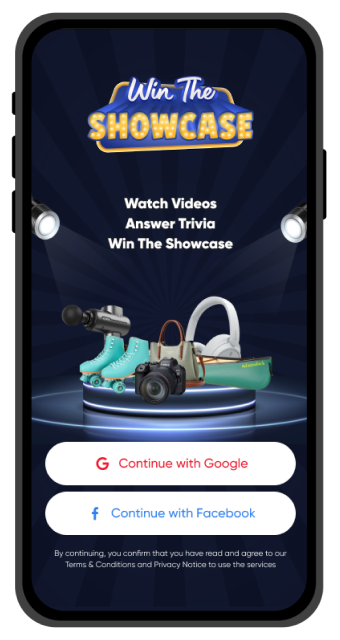 Win The
SHOWCASE
Watch Videos
Answer Trivia
Win The Showcase
G Continue with Google
f Continue with Facebook
By continuing, you confirm that you have read and agree to our
Terms & Conditions and Privacy Notice to use the services